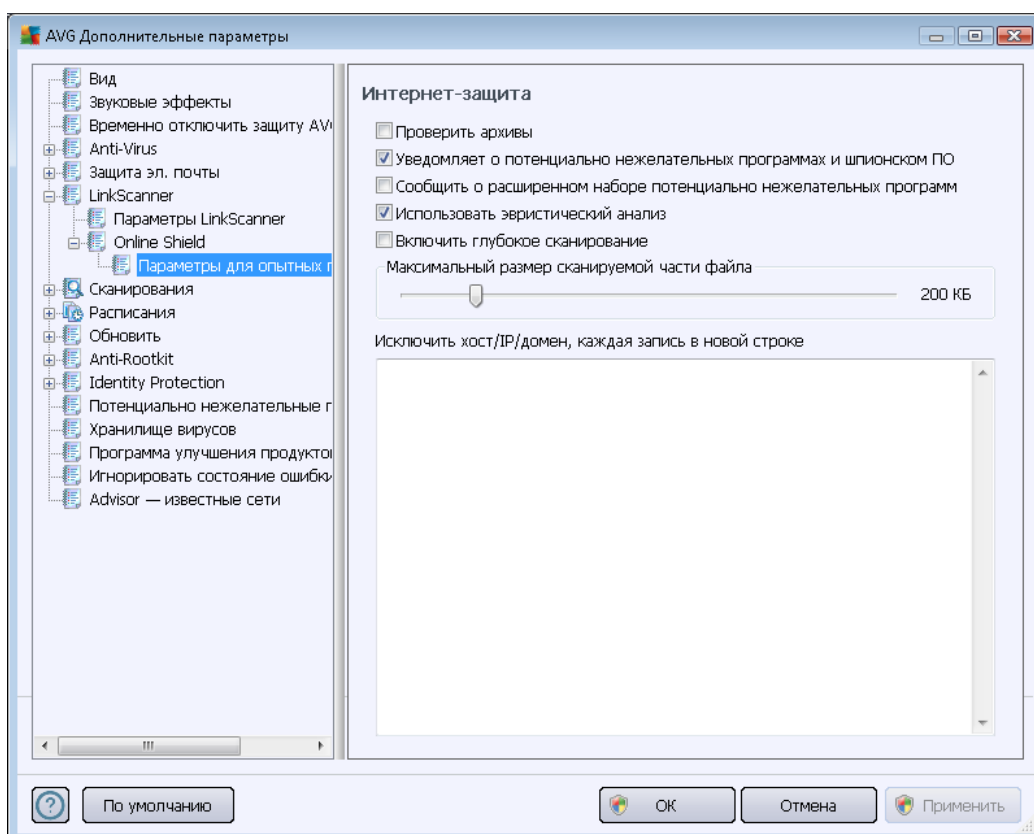 AVG Дополнительные параметры
Вид
Звуковые эффекты
Временно отключить защиту AV
Anti-Virus
Защита эл. почты
LinkScanner
Параметры LinkScanner
Online Shield
Параметры для опытных г
Сканирования
Расписания
Обновить
Anti-Rootkit
Identity Protection
Потенциально нежелательные г
Хранилище вирусов
Программа улучшения продукто
Игнорировать состояние ошибки
Advisor — известные сети
Интернет-защита
Проверить архивы
Уведомляет о потенциально нежелательных программах и шпионском ПО
Сообщить о расширенном наборе потенциально нежелательных программ
Использовать эвристический анализ
Включить глубокое сканирование
Максимальный размер сканируемой части файла
200 КБ
Исключить хост/IP/домен, каждая запись в новой строке
По умолчанию
ОК
Отмена
Применить